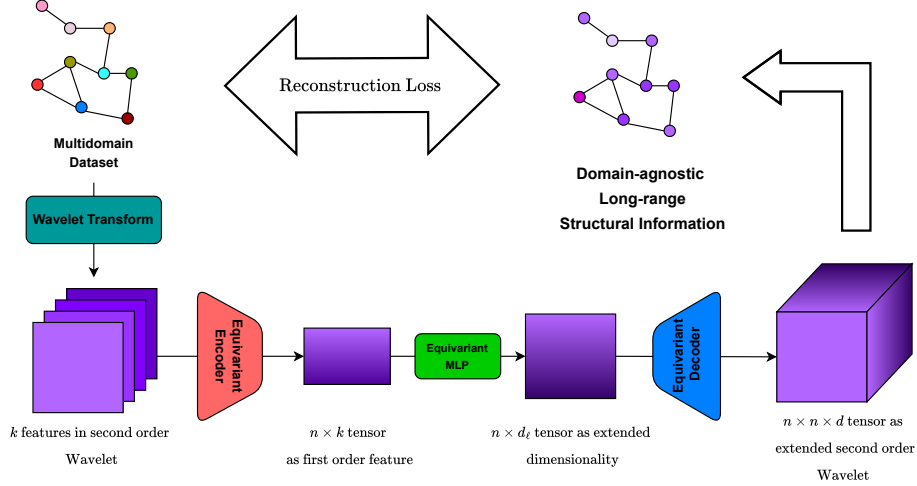 Reconstruction Loss
Multidomain
Dataset
Domain-agnostic
Long-range
Structural Information
Wavelet Transform
Equivariant
Encoder
Equivariant
MLP
Equivariant
Decoder
k features in second order
Wavelet
n × k tensor
as first order feature
n × dℓ tensor as extended
dimensionality
n × n × d tensor as
extended second order
Wavelet